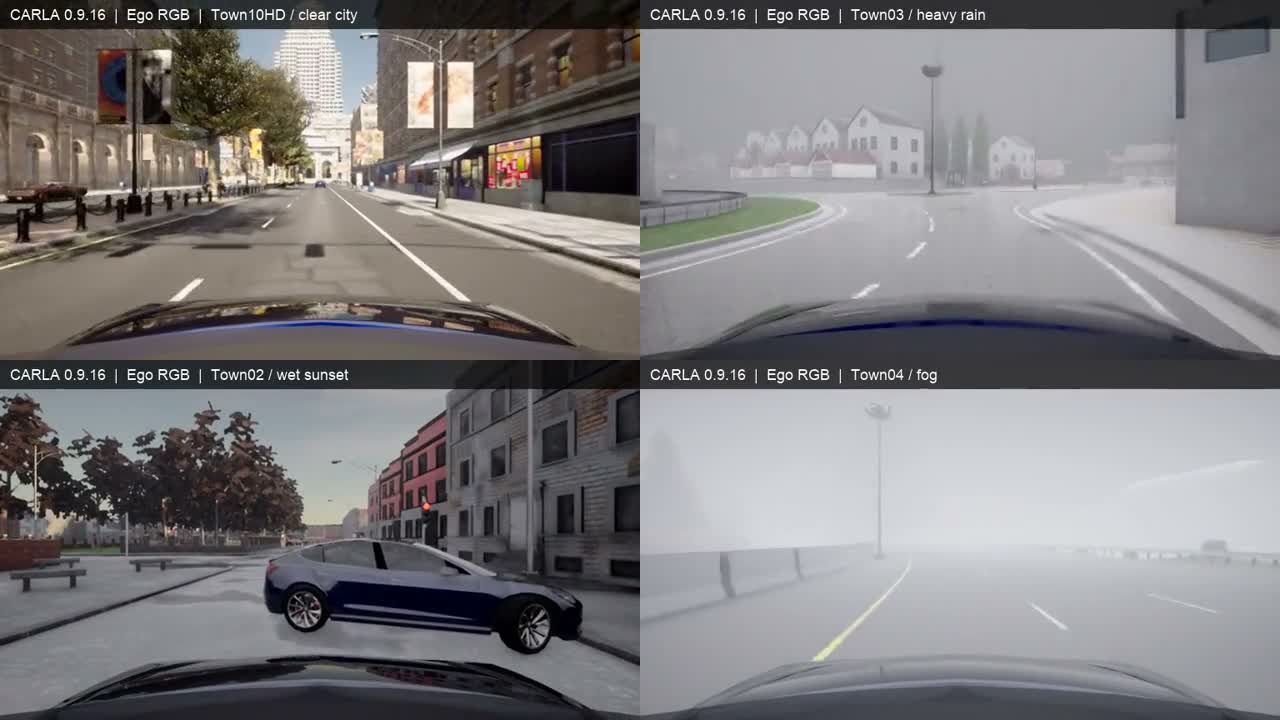 CARLA 0.9.16 | Ego RGB | Town10HD / clear city
CARLA 0.9.16 | Ego RGB | Town03 / heavy rain
CARLA 0.9.16 | Ego RGB | Town02 / wet sunset
CARLA 0.9.16 | Ego RGB | Town04 / fog